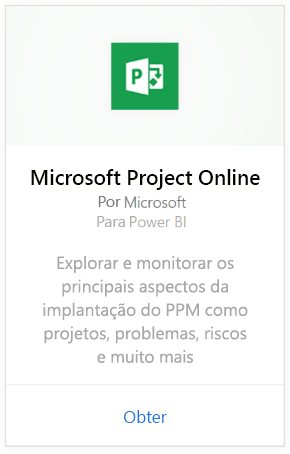 P
Microsoft Project Online
Por Microsoft
Para Power BI
Explorar e monitorar os
principais aspectos da
implantação do PPM como
projetos, problemas, riscos
e muito mais
Obter